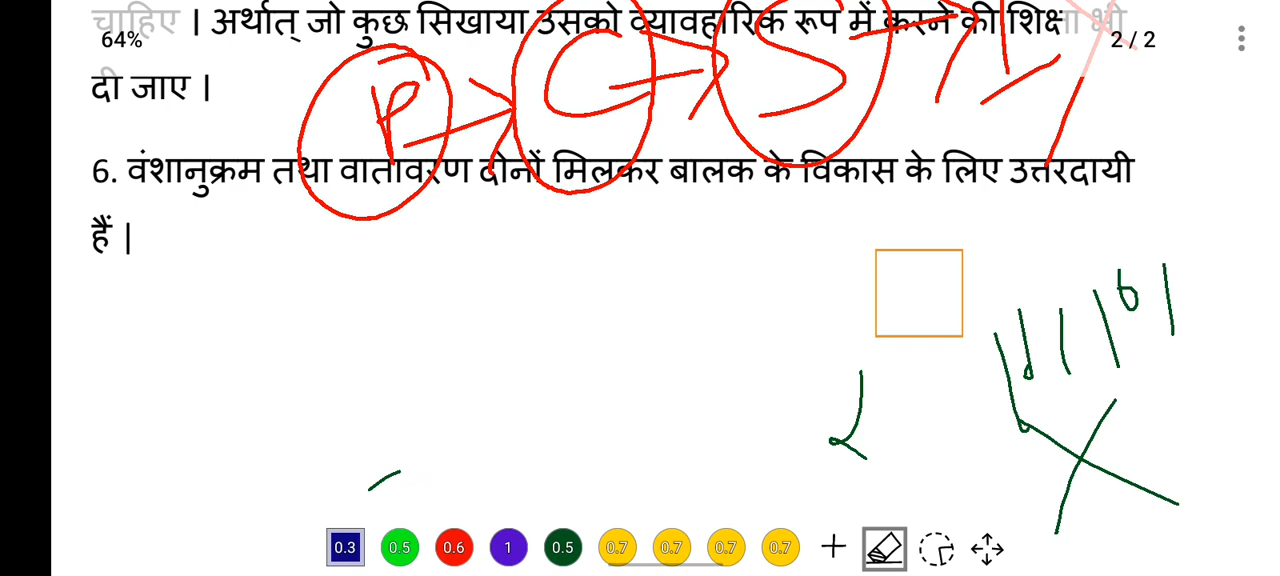 चाहिए | अर्थात् जो कुछ सिखाया उसको व्यावहारिक रूप में करने की शिक्षा भी
64%
2 / 2
दी जाए |
P C S
6. वंशानुक्रम तथा वातावरण दोनों मिलकर बालक के विकास के लिए उत्तरदायी
हैं |
0.3 0.5 0.6 1 0.5 0.7 0.7 0.7 0.7